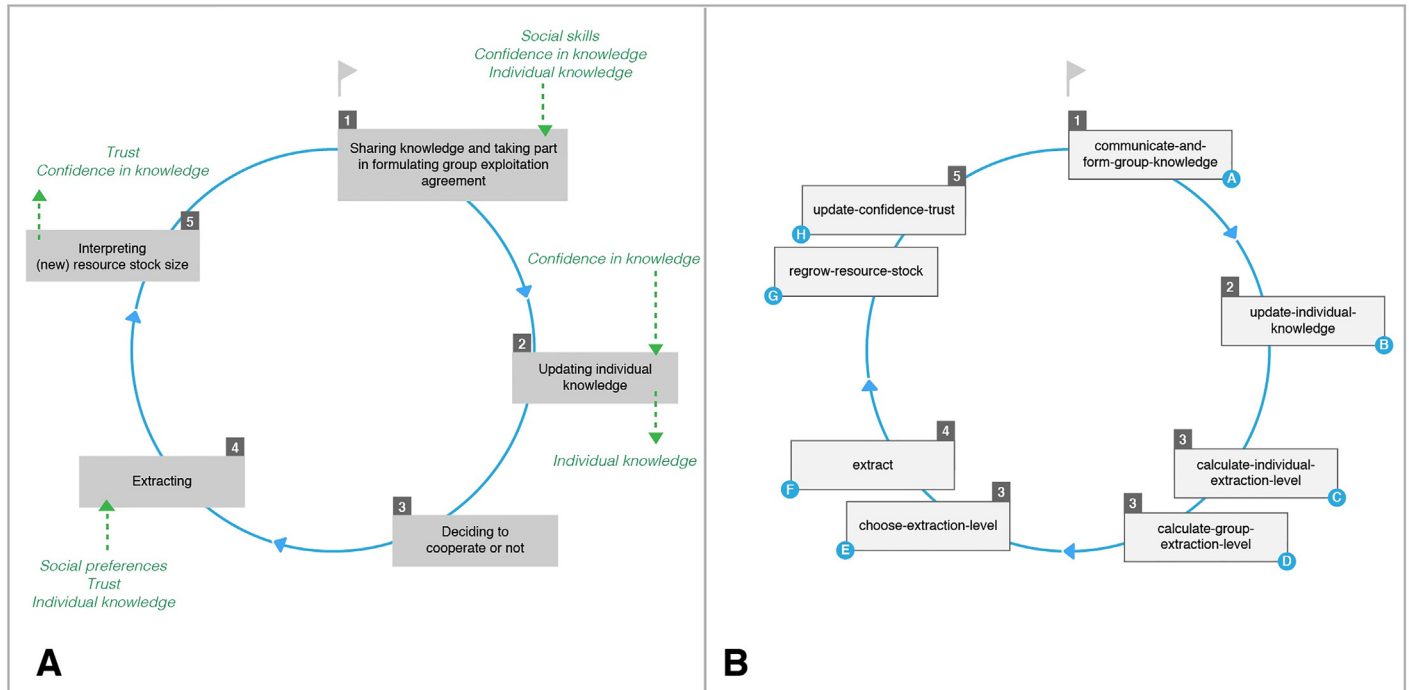 Social skills
Confidence in knowledge
Individual knowledge
1
Sharing knowledge and taking part
in formulating group exploitation
agreement
Confidence in knowledge
2
Updating individual
knowledge
Individual knowledge
3
Deciding to
cooperate or not
4
Extracting
Social preferences
Trust
Individual knowledge
Trust
Confidence in knowledge
5
Interpreting
(new) resource stock size
A
1
communicate-and-
form-group-knowledge
A
2
update-individual-
knowledge
B
3
calculate-individual-
extraction-level
C
3
calculate-group-
extraction-level
D
3
choose-extraction-level
E
4
extract
F
regrow-resource-stock
G
5
update-confidence-trust
H
B